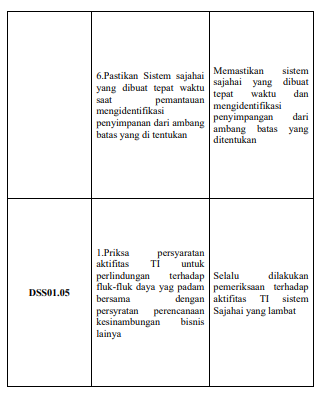 6.Pastikan Sistem sajahai
yang dibuat tepat waktu
saat pemantauan
mengidentifikasi
penyimpanan dari ambang
batas yang di tentukan
Memastikan sistem
sajahai yang dibuat
tepat waktu dan
mengidentifikasi
penyimpangan dari
ambang batas yang
ditentukan
DSS01.05
1.Priksa persyaratan
aktifitas TI untuk
perlindungan terhadap
fluk-fluk daya yag padam
bersama dengan
persyratan perencanaan
kesinambungan bisnis
lainya
Selalu dilakukan
pemeriksaan terhadap
aktifitas TI sistem
Sajahai yang lambat